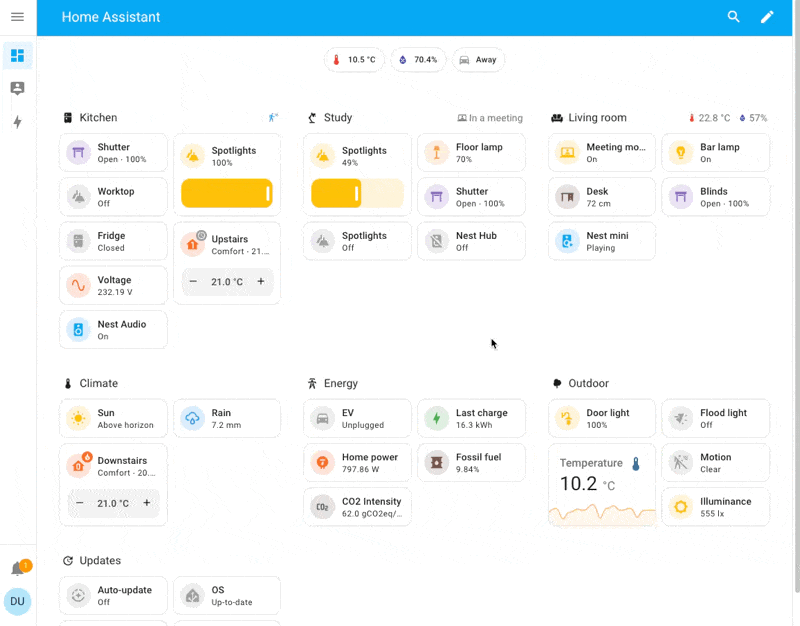 Home Assistant
10.5 °C
70.4%
Away
Kitchen
Shutter
Open · 100%
Spotlights
100%
Worktop
Off
Fridge
Closed
Upstairs
Comfort · 21....
− 21.0 °C +
Voltage
232.19 V
Nest Audio
On
Study
In a meeting
Spotlights
49%
Floor lamp
70%
Shutter
Open · 100%
Spotlights
Off
Nest Hub
Off
Living room
22.8 °C
57%
Meeting mo...
On
Bar lamp
On
Desk
72 cm
Blinds
Open · 100%
Nest mini
Playing
Climate
Sun
Above horizon
Rain
7.2 mm
Downstairs
Comfort · 20....
− 21.0 °C +
Energy
EV
Unplugged
Last charge
16.3 kWh
Home power
797.86 W
Fossil fuel
9.84%
CO2
CO2 Intensity
62.0 gCO2eq/...
Outdoor
Door light
100%
Flood light
Off
Temperature
10.2 °C
Motion
Clear
Illuminance
555 lx
Updates
Auto-update
Off
OS
Up-to-date
1
DU